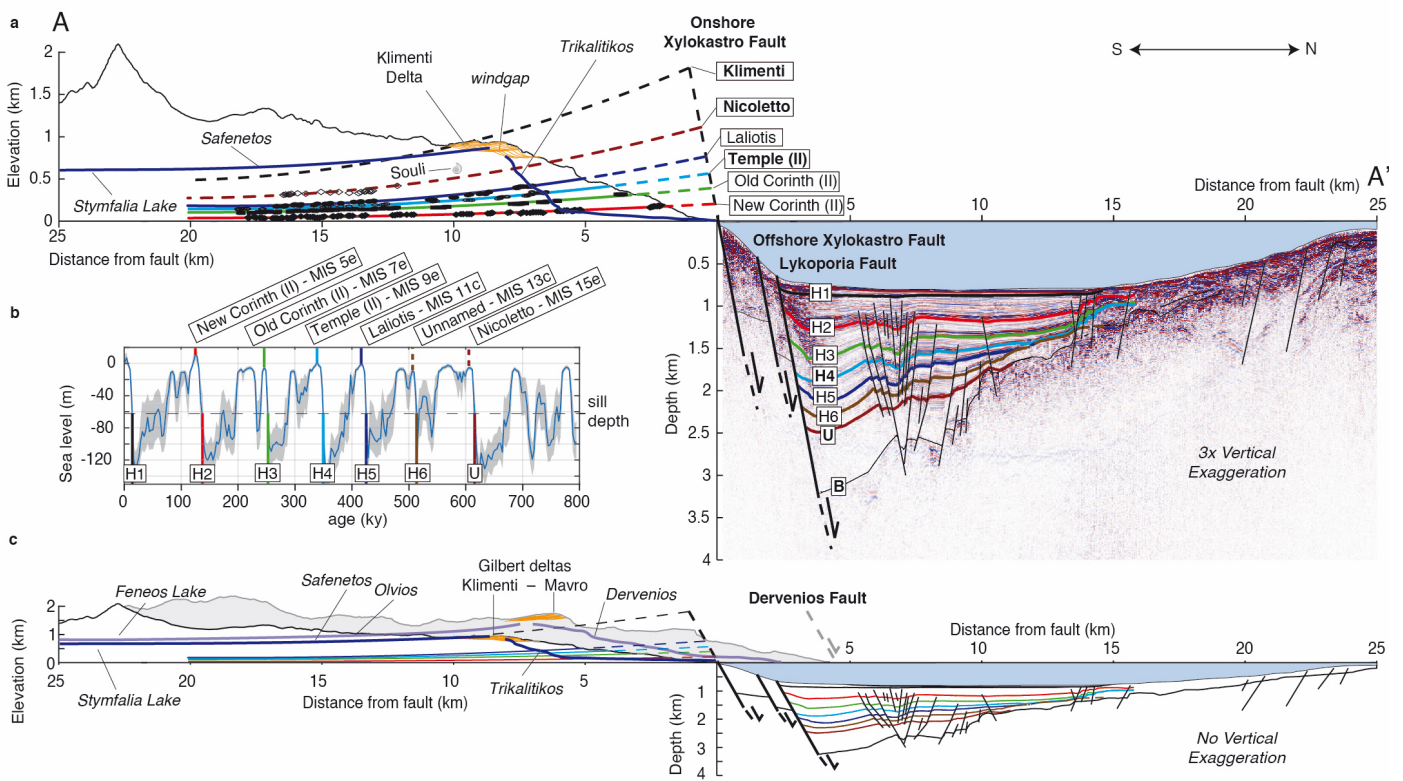 a
A
Onshore
Xylokastro Fault
S
N
Klimenti
Delta
windgap
Trikalitikos
Klimenti
Nicoletto
Laliotis
Temple (II)
Old Corinth (II)
New Corinth (II)
Safenetos
Souli
Stymfalia Lake
Elevation (km)
2
1.5
1
0.5
0
25
20
15
10
5
Distance from fault (km)
Distance from fault (km)
A’
5
10
15
20
25
Offshore Xylokastro Fault
Lykoporia Fault
Depth (km)
0.5
1
1.5
2
2.5
3
3.5
4
H1
H2
H3
H4
H5
H6
U
B
3x Vertical
Exaggeration
b
New Corinth (II) - MIS 5e
Old Corinth (II) - MIS 7e
Temple (II) - MIS 9e
Laliotis - MIS 11c
Unnamed - MIS 13c
Nicoletto - MIS 15e
Sea level (m)
0
-40
-80
-120
sill
depth
H1
H2
H3
H4
H5
H6
U
0
100
200
300
400
500
600
700
800
age (ky)
c
Feneos Lake
Safenetos
Olvios
Gilbert deltas
Klimenti – Mavro
Dervenios
Dervenios Fault
Elevation (km)
2
1
0
25
20
15
10
5
Stymfalia Lake
Distance from fault (km)
Trikalitikos
Distance from fault (km)
5
10
15
20
25
Depth (km)
1
2
3
4
No Vertical
Exaggeration